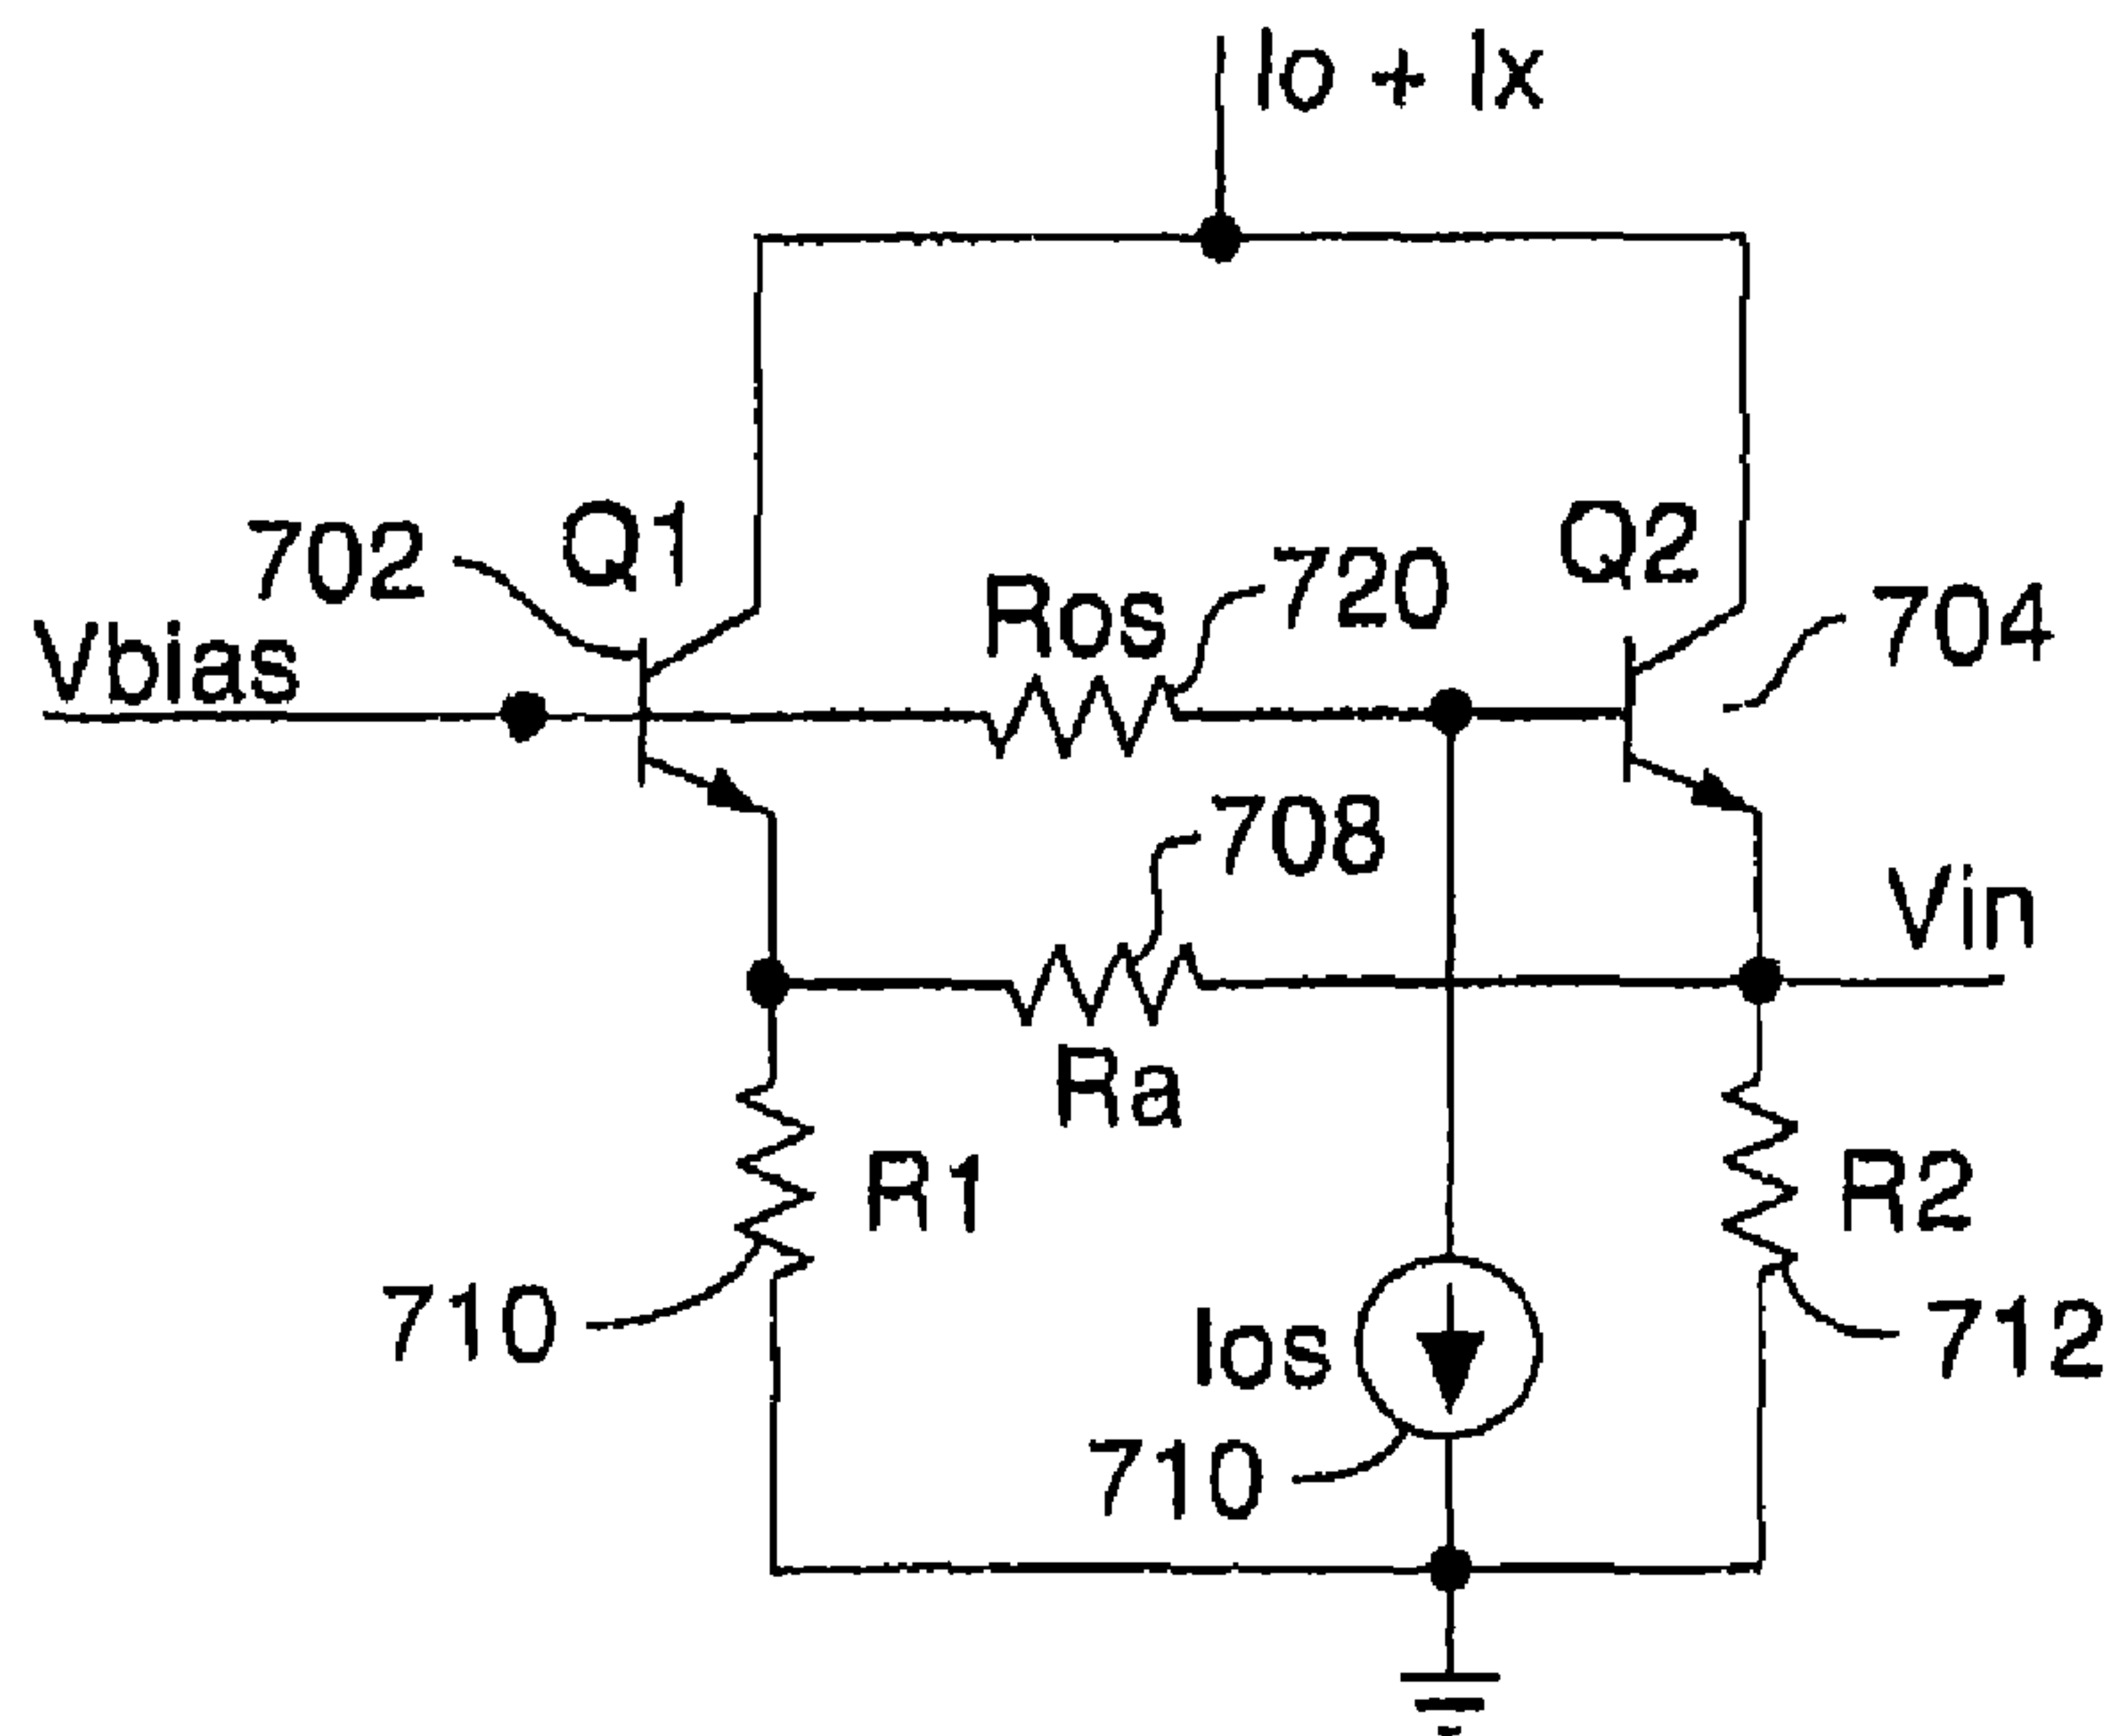 Io + Ix
702
Q1
Q2
Vbias
Ros
720
704
708
Vin
Ra
R1
R2
710
Ios
712
710